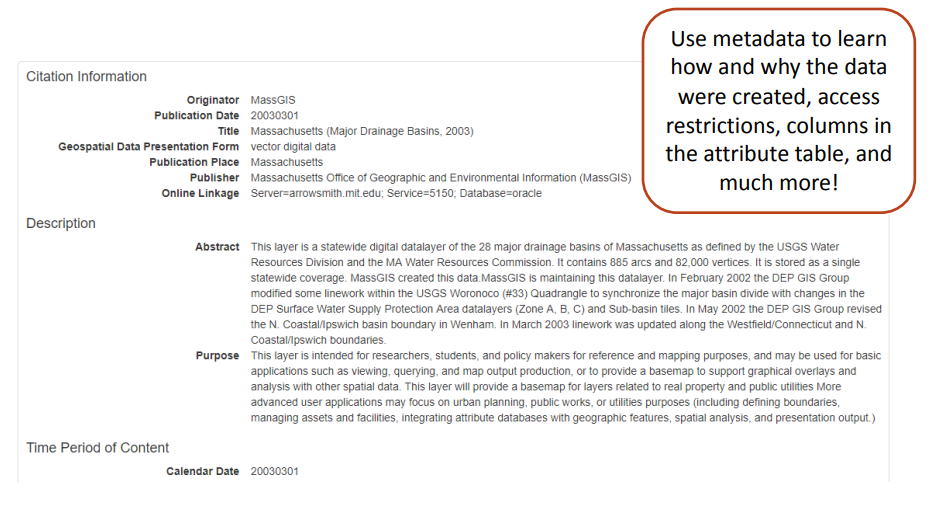 Use metadata to learn
how and why the data
were created, access
restrictions, columns in
the attribute table, and
much more!
Citation Information
Originator MassGIS
Publication Date 20030301
Title Massachusetts (Major Drainage Basins, 2003)
Geospatial Data Presentation Form vector digital data
Publication Place Massachusetts
Publisher Massachusetts Office of Geographic and Environmental Information (MassGIS)
Online Linkage Server=arrowsmith.mit.edu; Service=5150; Database=oracle
Description
Abstract This layer is a statewide digital datalayer of the 28 major drainage basins of Massachusetts as defined by the USGS Water
Resources Division and the MA Water Resources Commission. It contains 885 arcs and 82,000 vertices. It is stored as a single
statewide coverage. MassGIS created this data.MassGIS is maintaining this datalayer. In February 2002 the DEP GIS Group
modified some linework within the USGS Woronoco (#33) Quadrangle to synchronize the major basin divide with changes in the
DEP Surface Water Supply Protection Area datalayers (Zone A, B, C) and Sub-basin tiles. In May 2002 the DEP GIS Group revised
the N. Coastal/Ipswich basin boundary in Wenham. In March 2003 linework was updated along the Westfield/Connecticut and N.
Coastal/Ipswich boundaries.
Purpose This layer is intended for researchers, students, and policy makers for reference and mapping purposes, and may be used for basic
applications such as viewing, querying, and map output production, or to provide a basemap to support graphical overlays and
analysis with other spatial data. This layer will provide a basemap for layers related to real property and public utilities More
advanced user applications may focus on urban planning, public works, or utilities purposes (including defining boundaries,
managing assets and facilities, integrating attribute databases with geographic features, spatial analysis, and presentation output.)
Time Period of Content
Calendar Date 20030301